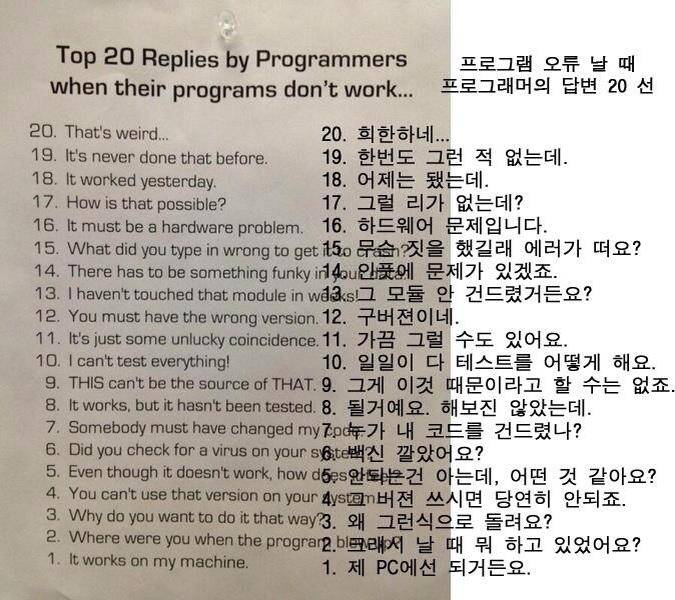 Top 20 Replies by Programmers
when their programs don't work...
20. That's weird...
19. It's never done that before.
18. It worked yesterday.
17. How is that possible?
16. It must be a hardware problem.
15. What did you type in wrong to get it to crash?
14. There has to be something funky in your data.
13. I haven't touched that module in weeks!
12. You must have the wrong version.
11. It's just some unlucky coincidence.
10. I can't test everything!
9. THIS can't be the source of THAT.
8. It works, but it hasn't been tested.
7. Somebody must have changed my code.
6. Did you check for a virus on your system?
5. Even though it doesn't work, how does
4. You can't use that version on your system.
3. Why do you want to do it that way?
2. Where were you when the program blew up?
1. It works on my machine.
프로그램 오류 날 때
프로그래머의 답변 20 선
20. 희한하네...
19. 한번도 그런 적 없는데.
18. 어제는 됐는데.
17. 그럴 리가 없는데?
16. 하드웨어 문제입니다.
15. 무슨 짓을 했길래 에러가 떠요?
14. 인풋에 문제가 있겠죠.
13. 그 모듈 안 건드렸거든요?
12. 구버젼이네.
11. 가끔 그럴 수도 있어요.
10. 일일이 다 테스트를 어떻게 해요.
9. 그게 이것 때문이라고 할 수는 없죠.
8. 될거예요. 해보진 않았는데.
7. 누가 내 코드를 건드렸나?
6. 백신 깔았어요?
5. 안되는건 아는데, 어떤 것 같아요?
4. 그 버젼 쓰시면 당연히 안되죠.
3. 왜 그런식으로 돌려요?
2. 그래서 날 때 뭐 하고 있었어요?
1. 제 PC에선 되거든요.